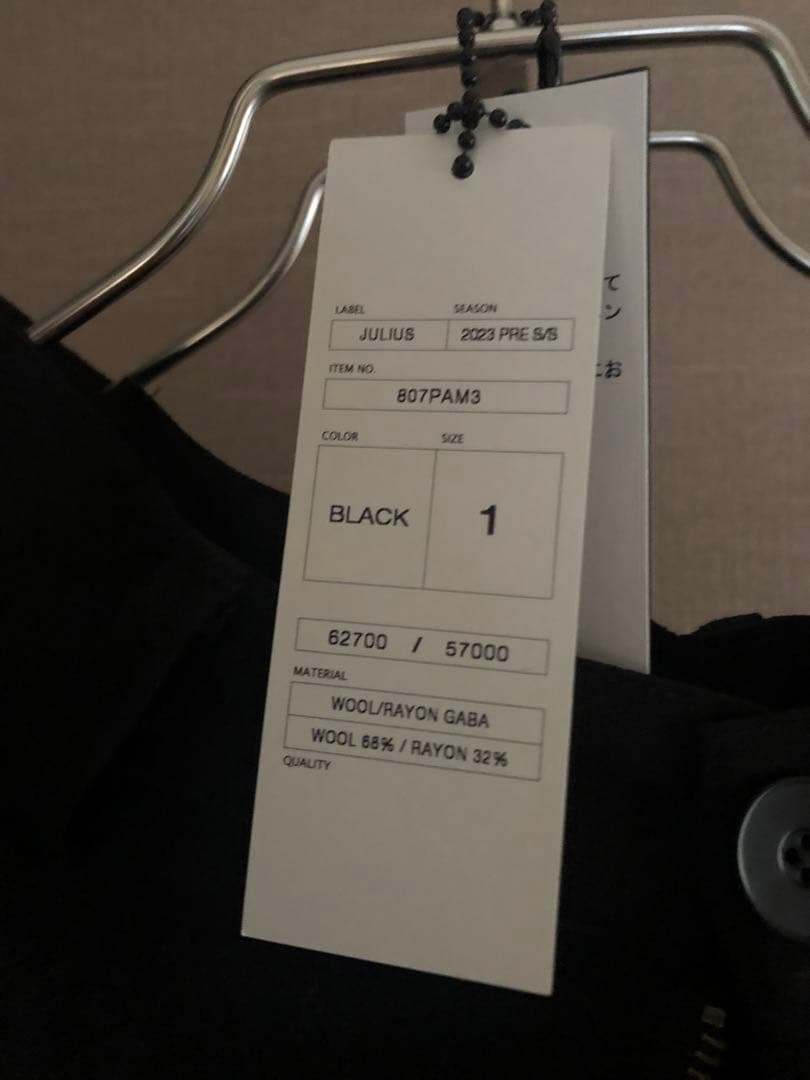 LABEL SEASON
JULIUS 2023 PRE S/S
ITEM NO.
807PAM3
COLOR SIZE
BLACK 1
62700 / 57000
MATERIAL
WOOL/RAYON GABA
WOOL 68% / RAYON 32%
QUALITY
て
ン
にお